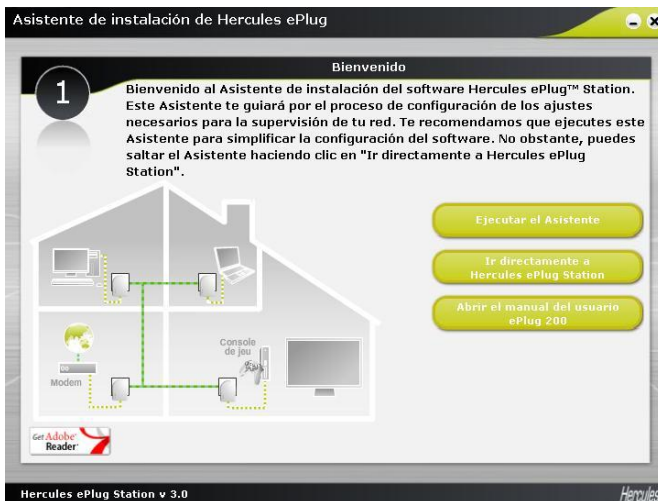 Asistente de instalación de Hercules ePlug
Bienvenido
1
Bienvenido al Asistente de instalación del software Hercules ePlug™ Station.
Este Asistente te guiará por el proceso de configuración de los ajustes
necesarios para la supervisión de tu red. Te recomendamos que ejecutes este
Asistente para simplificar la configuración del software. No obstante, puedes
saltar el Asistente haciendo clic en "Ir directamente a Hercules ePlug
Station".
Ejecutar el Asistente
Ir directamente a
Hercules ePlug Station
Abrir el manual del usuario
ePlug 200
Console
de jeu
Modem
Get Adobe®
Reader®
Hercules ePlug Station v 3.0
Hercules